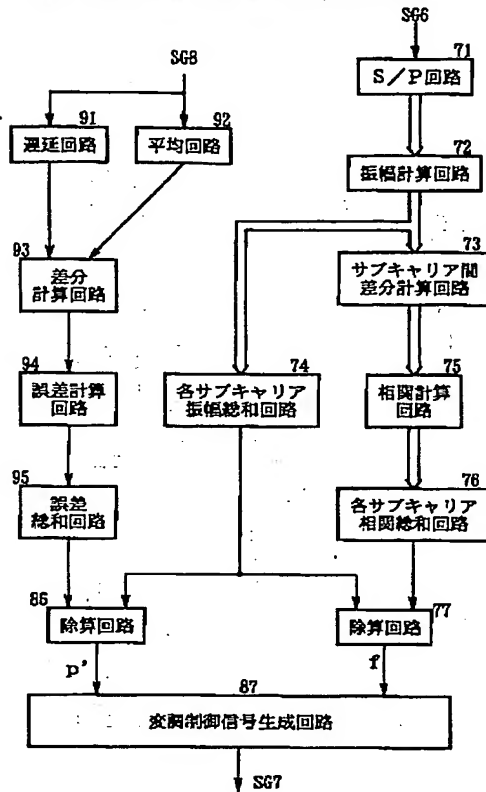 SG6
71
S／P回路
SG8
91
遅延回路
92
平均回路
72
振幅計算回路
93
差分
計算回路
73
サブキャリア間
差分計算回路
94
誤差計算
回路
74
各サブキャリア
振幅総和回路
75
相関計算
回路
95
誤差
総和回路
76
各サブキャリア
相関総和回路
86
除算回路
77
除算回路
p'
f
87
変調制御信号生成回路
SG7